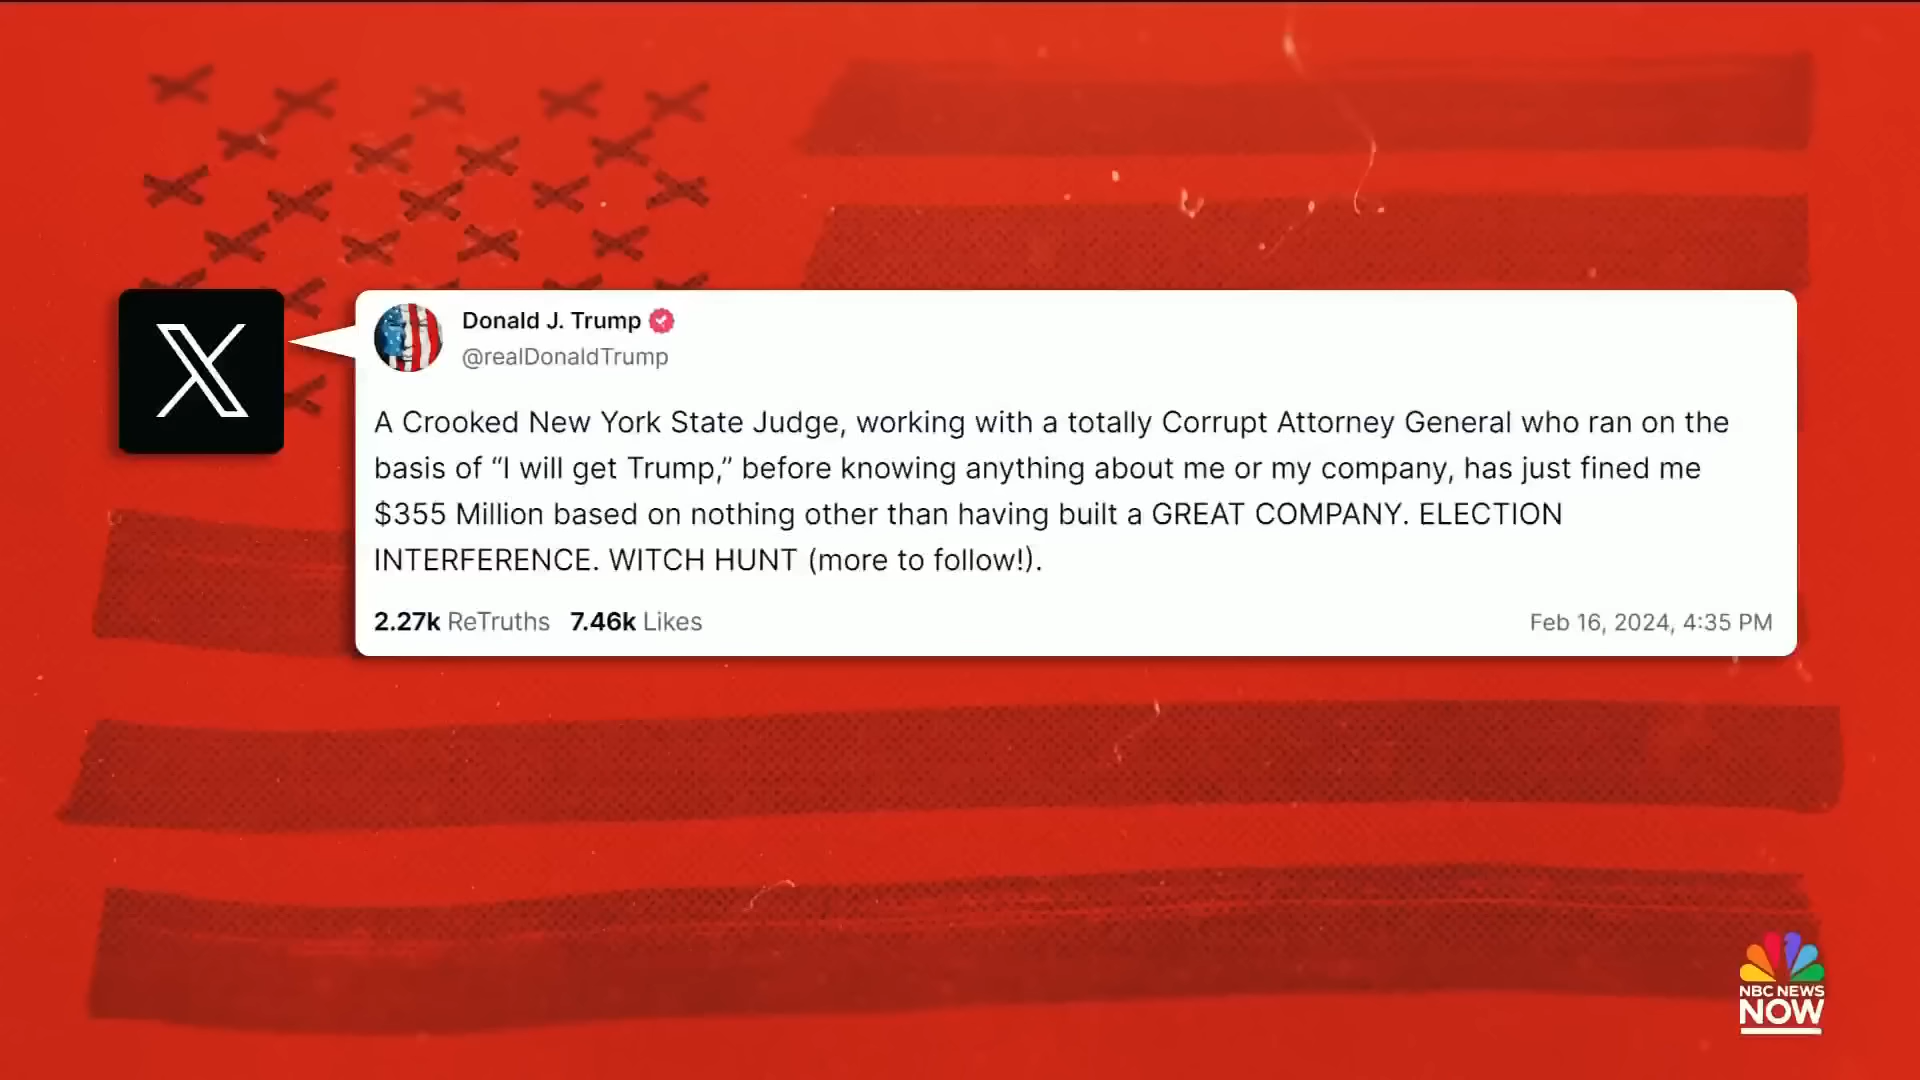 Donald J. Trump
@realDonaldTrump
A Crooked New York State Judge, working with a totally Corrupt Attorney General who ran on the
basis of “I will get Trump,” before knowing anything about me or my company, has just fined me
$355 Million based on nothing other than having built a GREAT COMPANY. ELECTION
INTERFERENCE. WITCH HUNT (more to follow!).
2.27k ReTruths 7.46k Likes
Feb 16, 2024, 4:35 PM
NBC NEWS
NOW